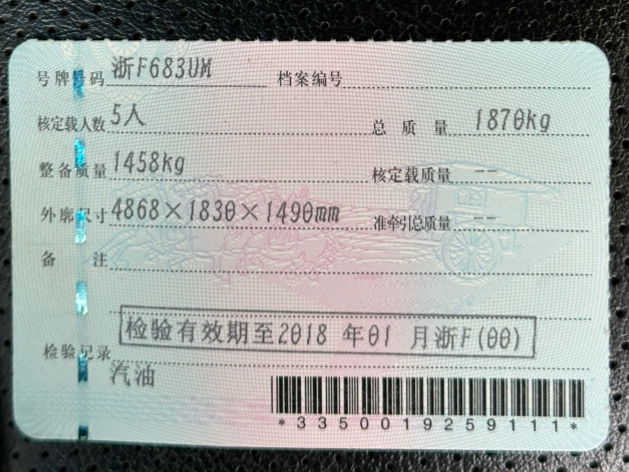 号牌号码 浙F683UM 档案编号
核定载人数 5人 总质量 1870kg
整备质量 1458kg 核定载质量 --
外廓尺寸 4868×1830×1490mm 准牵引总质量 --
备注
检验有效期至2018 年01 月浙F(00)
检验记录
汽油
*3350019259111*